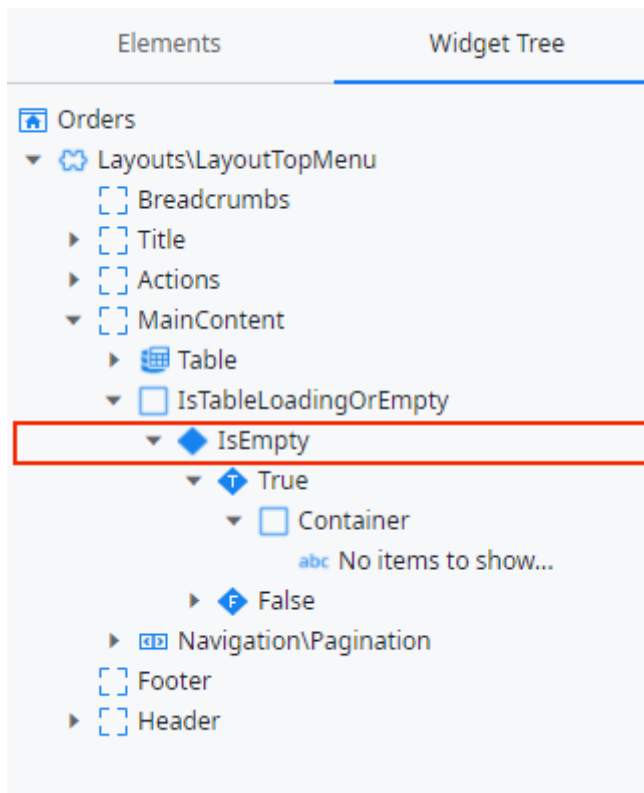 Elements Widget Tree
Orders
Layouts\LayoutTopMenu
Breadcrumbs
Title
Actions
MainContent
Table
IsTableLoadingOrEmpty
IsEmpty
T True
Container
abc No items to show...
F False
Navigation\Pagination
Footer
Header